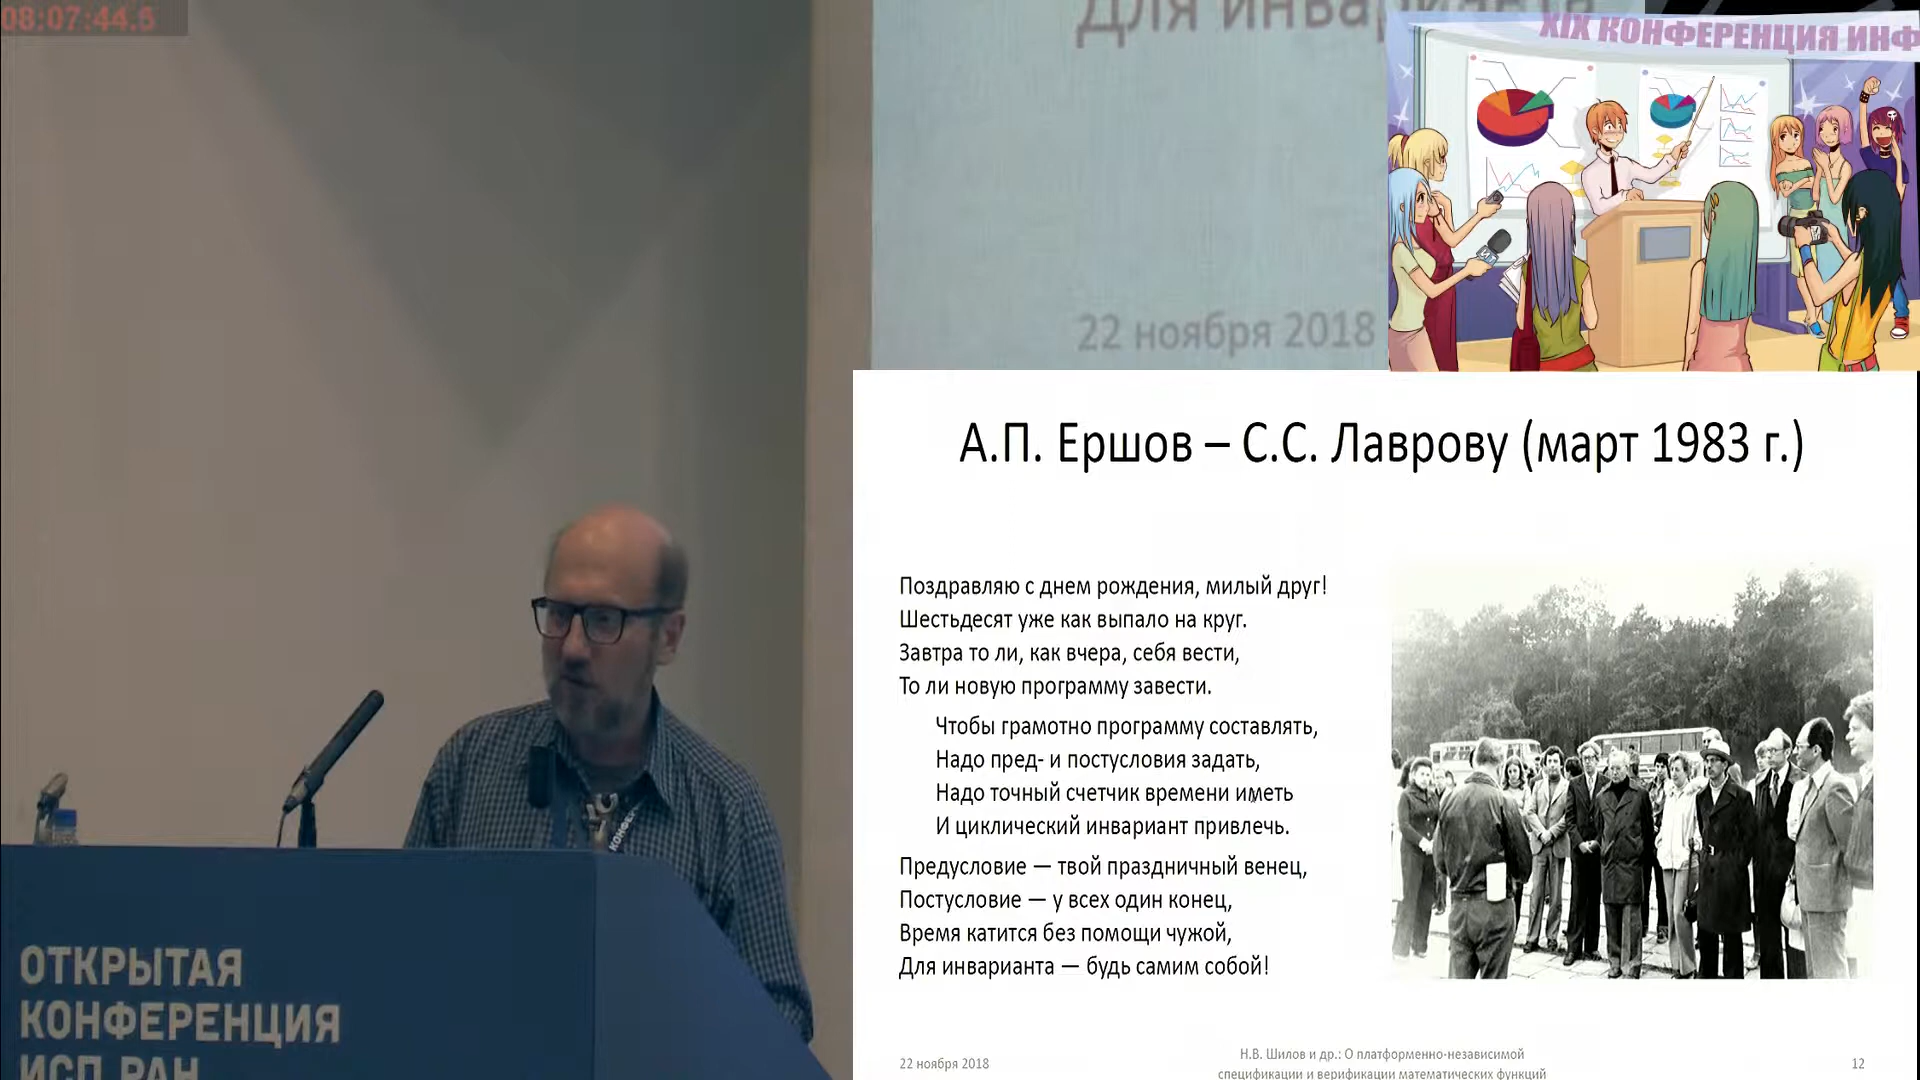 08:07:44.5
Для инварианта
22 ноября 2018
XIX КОНФЕРЕНЦИЯ ИНФ
А.П. Ершов – С.С. Лаврову (март 1983 г.)
Поздравляю с днем рождения, милый друг!
Шестьдесят уже как выпало на круг.
Завтра то ли, как вчера, себя вести,
То ли новую программу завести.
Чтобы грамотно программу составлять,
Надо пред- и постусловия задать,
Надо точный счетчик времени иметь
И циклический инвариант привлечь.
Предусловие — твой праздничный венец,
Постусловие — у всех один конец,
Время катится без помощи чужой,
Для инварианта — будь самим собой!
22 ноября 2018
Н.В. Шилов и др.: О платформенно-независимой
спецификации и верификации математических функций
12
КОНФЕ
ОТКРЫТАЯ
КОНФЕРЕНЦИЯ
ИСП РАН